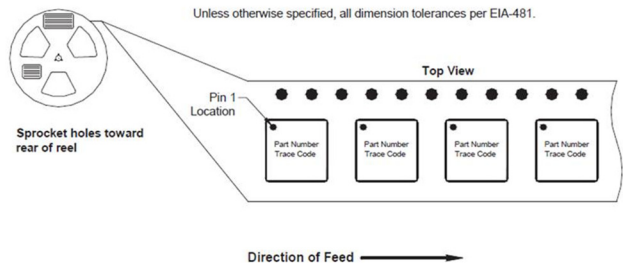 Unless otherwise specified, all dimension tolerances per EIA-481.
Top View
Pin 1
Location
Sprocket holes toward
rear of reel
Part Number
Trace Code
Part Number
Trace Code
Part Number
Trace Code
Part Number
Trace Code
Direction of Feed